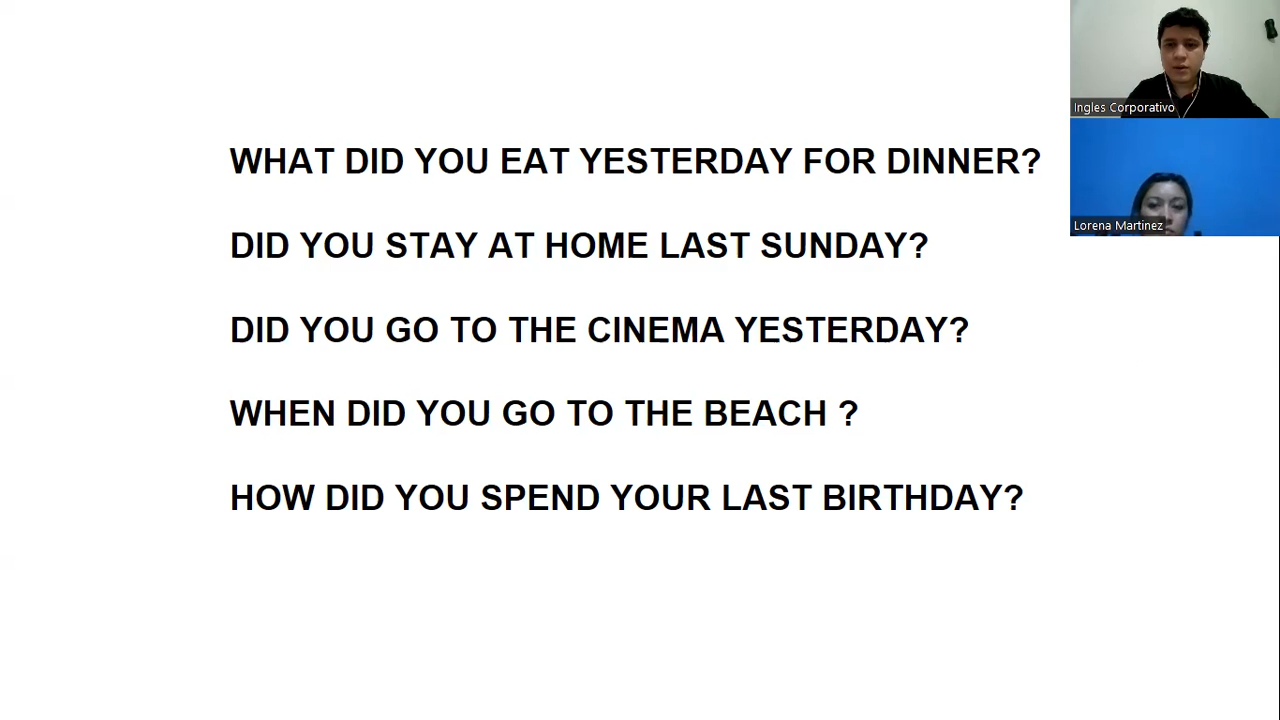 WHAT DID YOU EAT YESTERDAY FOR DINNER?
DID YOU STAY AT HOME LAST SUNDAY?
DID YOU GO TO THE CINEMA YESTERDAY?
WHEN DID YOU GO TO THE BEACH ?
HOW DID YOU SPEND YOUR LAST BIRTHDAY?
Ingles Corporativo
Lorena Martinez